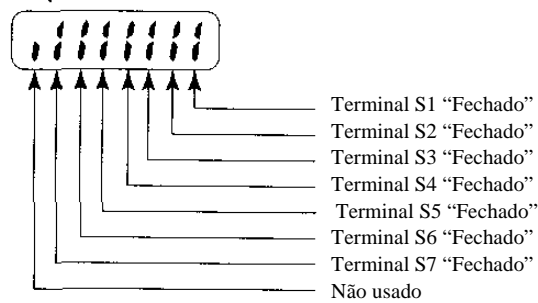 Terminal S1 “Fechado”
Terminal S2 “Fechado”
Terminal S3 “Fechado”
Terminal S4 “Fechado”
Terminal S5 “Fechado”
Terminal S6 “Fechado”
Terminal S7 “Fechado”
Não usado